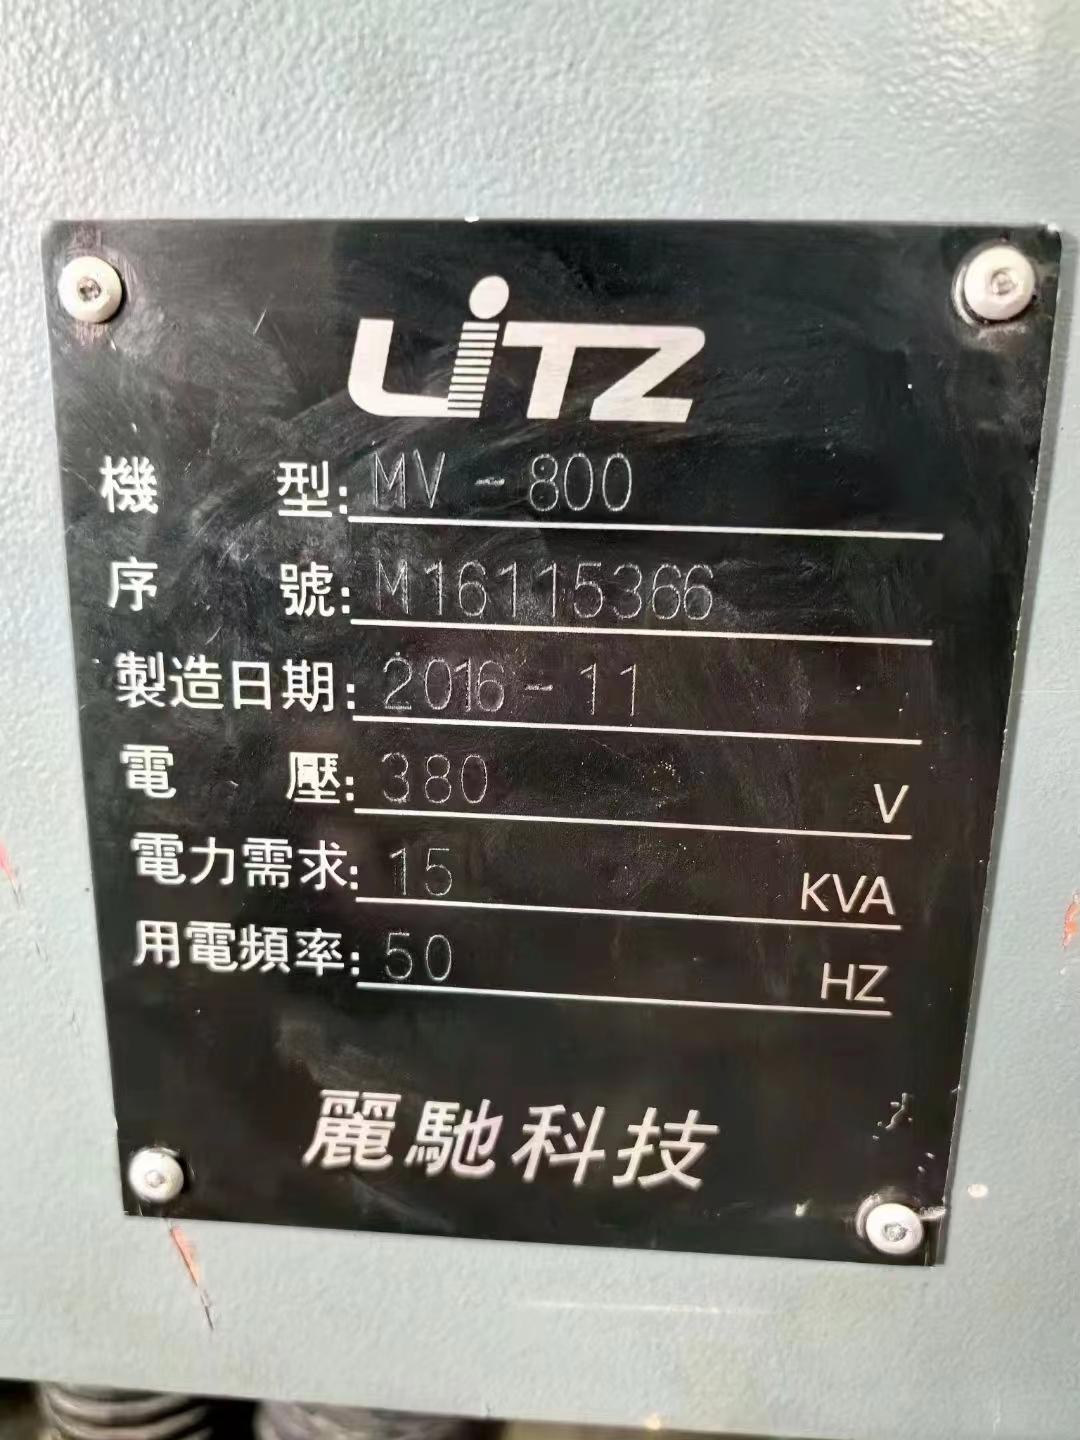 LiTZ
機型: MV-800
序號: M16115366
製造日期: 2016-11
電壓: 380 V
電力需求: 15 KVA
用電頻率: 50 HZ
麗馳科技